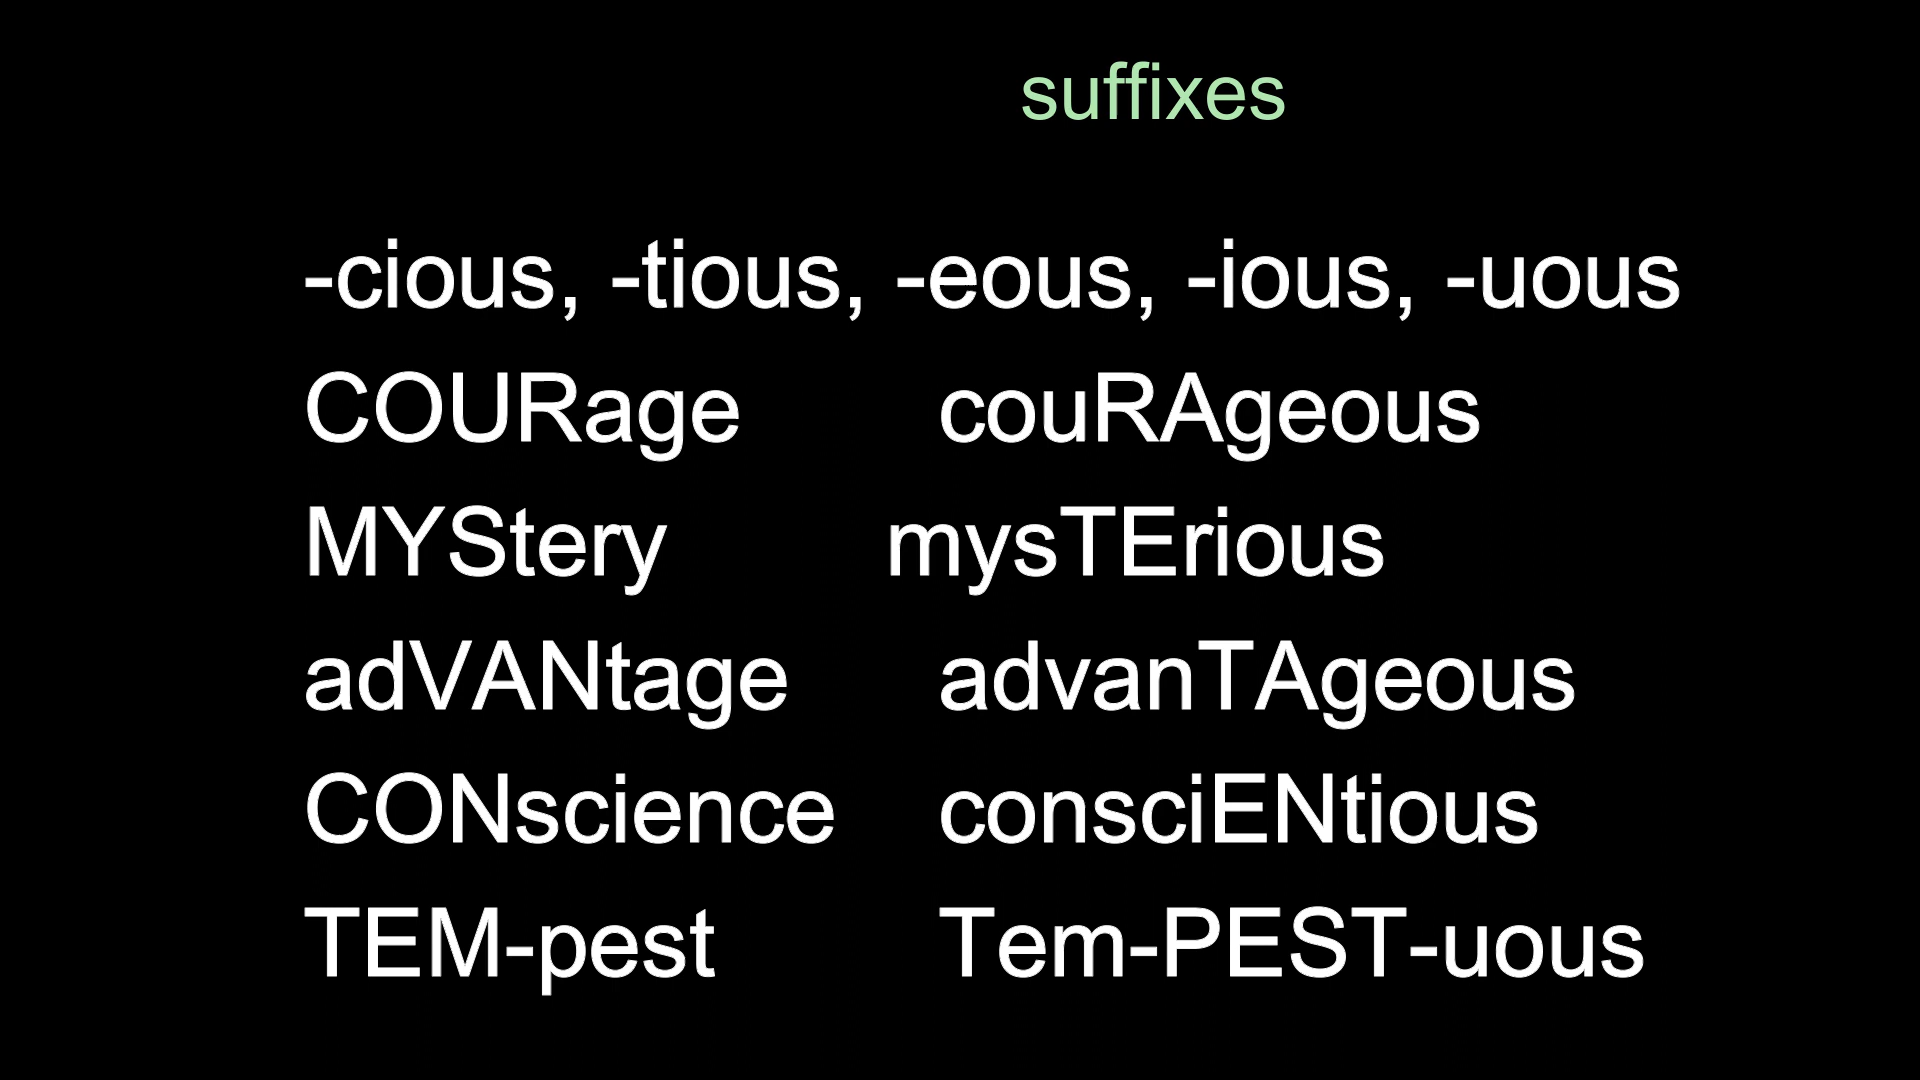 suffixes
-cious, -tious, -eous, -ious, -uous
COURage couRAgeous
MYStery mysTErious
adVANtage advanTAgeous
CONscience consciENtious
TEM-pest Tem-PEST-uous